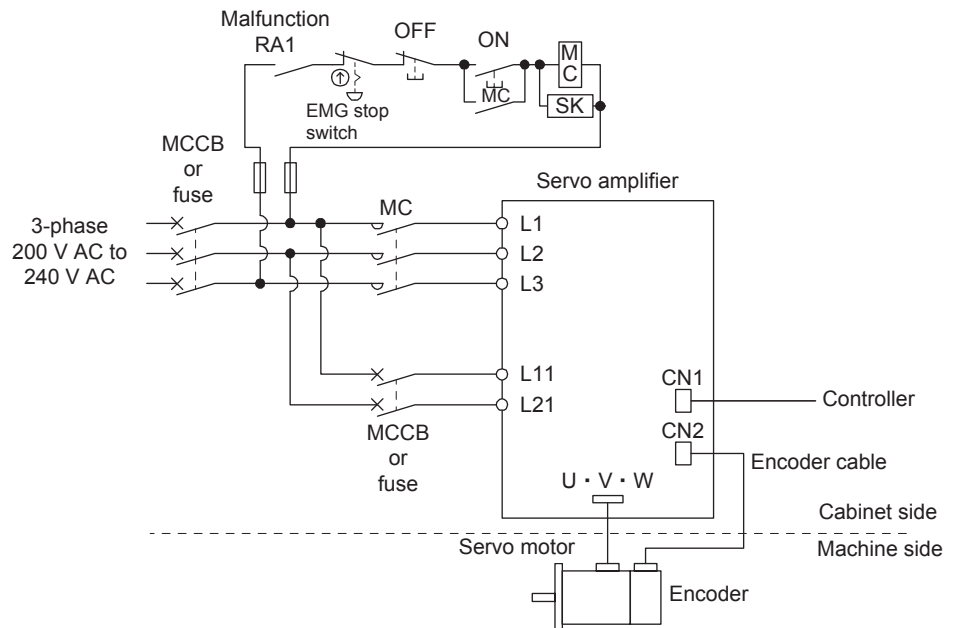 Malfunction
RA1
OFF
ON
M
C
MC
SK
EMG stop
switch
MCCB
or
fuse
Servo amplifier
MC
3-phase
200 V AC to
240 V AC
L1
L2
L3
L11
L21
MCCB
or
fuse
CN1
Controller
CN2
Encoder cable
U・V・W
Cabinet side
Servo motor
Machine side
Encoder